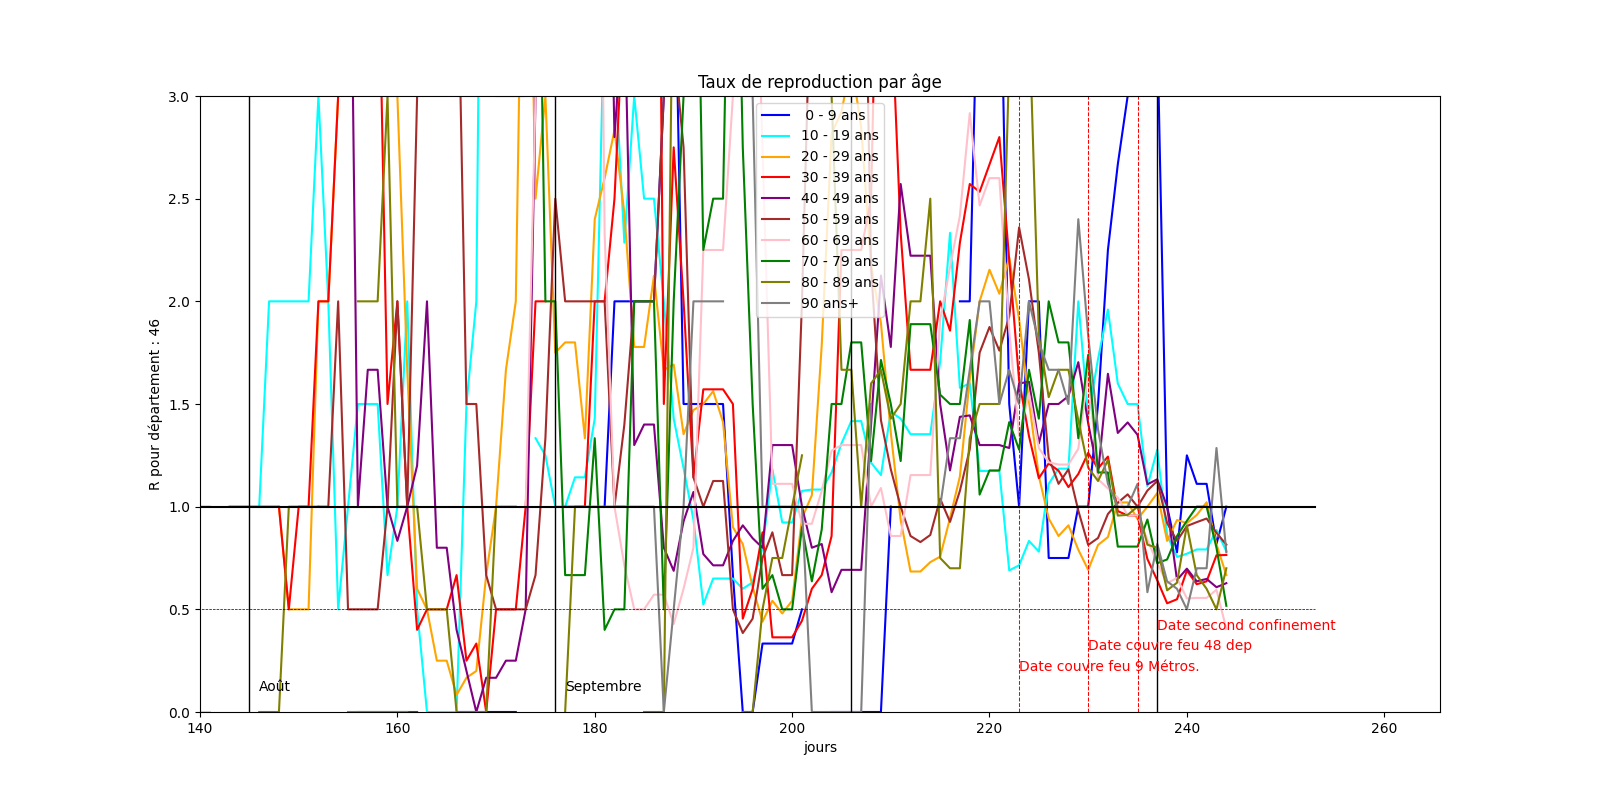 Taux de reproduction par âge
R pour département : 46
3.0
2.5
2.0
1.5
1.0
0.5
0.0
0 - 9 ans
10 - 19 ans
20 - 29 ans
30 - 39 ans
40 - 49 ans
50 - 59 ans
60 - 69 ans
70 - 79 ans
80 - 89 ans
90 ans+
Date second confinement
Date couvre feu 48 dep
Date couvre feu 9 Métros.
Août
Septembre
140 160 180 200 220 240 260
jours